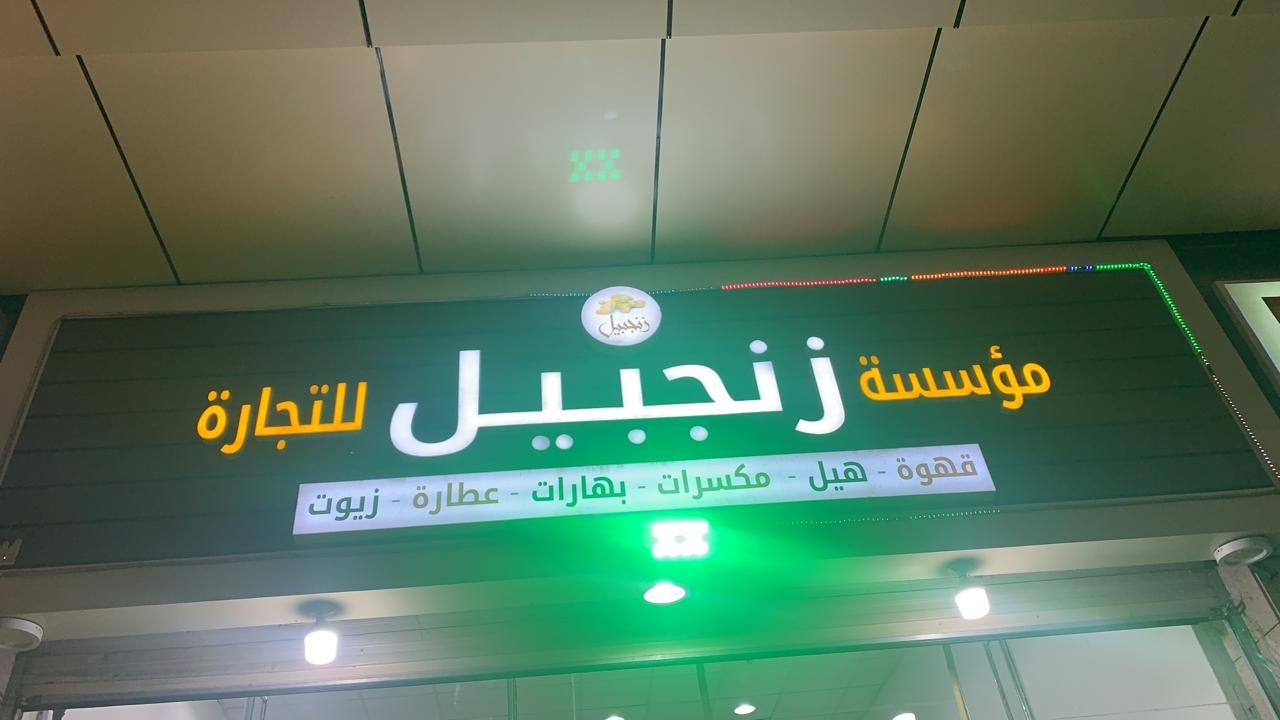 زنجبيل
مؤسسة زنجبيل للتجارة
قهوة - هيل - مكسرات - بهارات - عطارة - زيوت